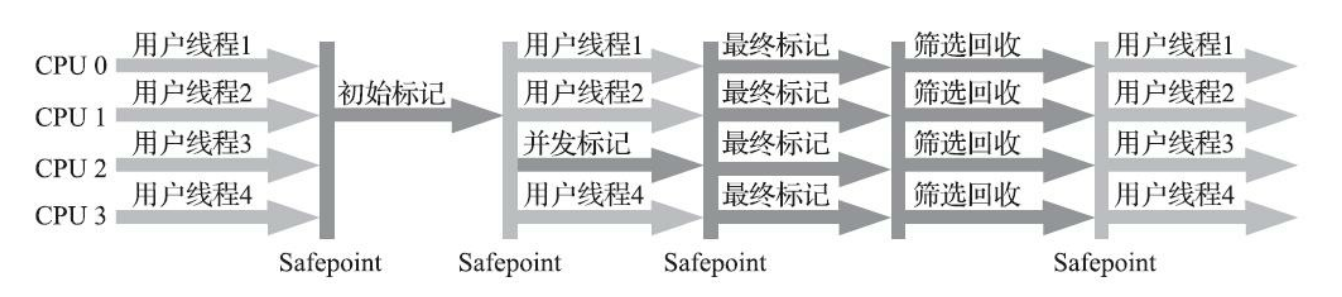 CPU 0 用户线程1 用户线程1 最终标记 筛选回收 用户线程1
CPU 1 用户线程2 初始标记 用户线程2 最终标记 筛选回收 用户线程2
CPU 2 用户线程3 并发标记 最终标记 筛选回收 用户线程3
CPU 3 用户线程4 用户线程4 最终标记 筛选回收 用户线程4
Safepoint Safepoint Safepoint Safepoint